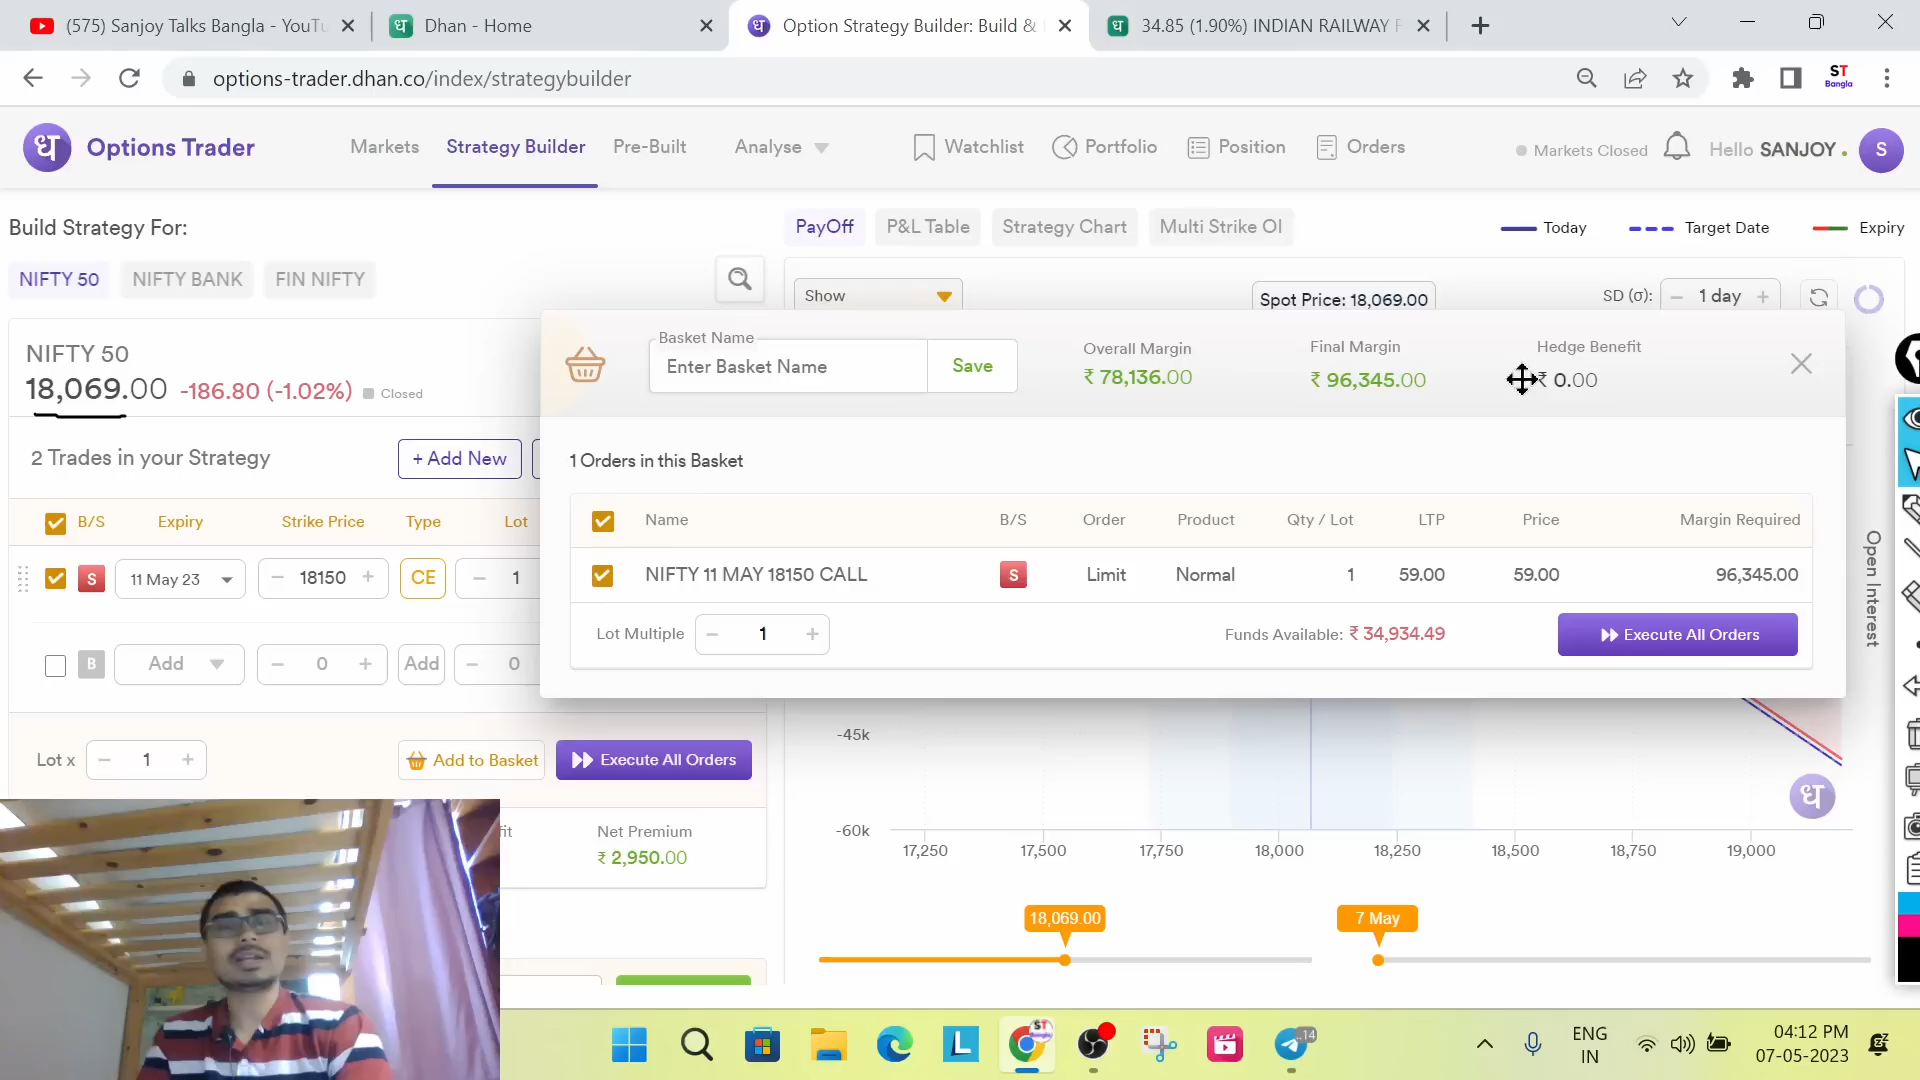 (575) Sanjoy Talks Bangla - YouTu
Dhan - Home
Option Strategy Builder: Build &
34.85 (1.90%) INDIAN RAILWAY F
options-trader.dhan.co/index/strategybuilder
ST
Bangla
ध
Options Trader
Markets
Strategy Builder
Pre-Built
Analyse
Watchlist
Portfolio
Position
Orders
Markets Closed
Hello SANJOY
S
Build Strategy For:
PayOff
P&L Table
Strategy Chart
Multi Strike OI
Today
Target Date
Expiry
NIFTY 50
NIFTY BANK
FIN NIFTY
Show
Spot Price: 18,069.00
SD (σ):
− 1 day +
NIFTY 50
18,069.00 -186.80 (-1.02%) Closed
Basket Name
Enter Basket Name
Save
Overall Margin
₹ 78,136.00
Final Margin
₹ 96,345.00
Hedge Benefit
₹ 0.00
2 Trades in your Strategy
+ Add New
1 Orders in this Basket
B/S Expiry Strike Price Type Lot
Name B/S Order Product Qty / Lot LTP Price Margin Required
S 11 May 23 − 18150 + CE − 1
NIFTY 11 MAY 18150 CALL S Limit Normal 1 59.00 59.00 96,345.00
B Add − 0 + Add − 0
Lot Multiple − 1 +
Funds Available: ₹ 34,934.49
Execute All Orders
Open Interest
Lot x − 1 +
Add to Basket
Execute All Orders
-45k
-60k
ध
17,250 17,500 17,750 18,000 18,250 18,500 18,750 19,000
fit
Net Premium
₹ 2,950.00
18,069.00
7 May
ST
L
14
ENG
IN
04:12 PM
07-05-2023